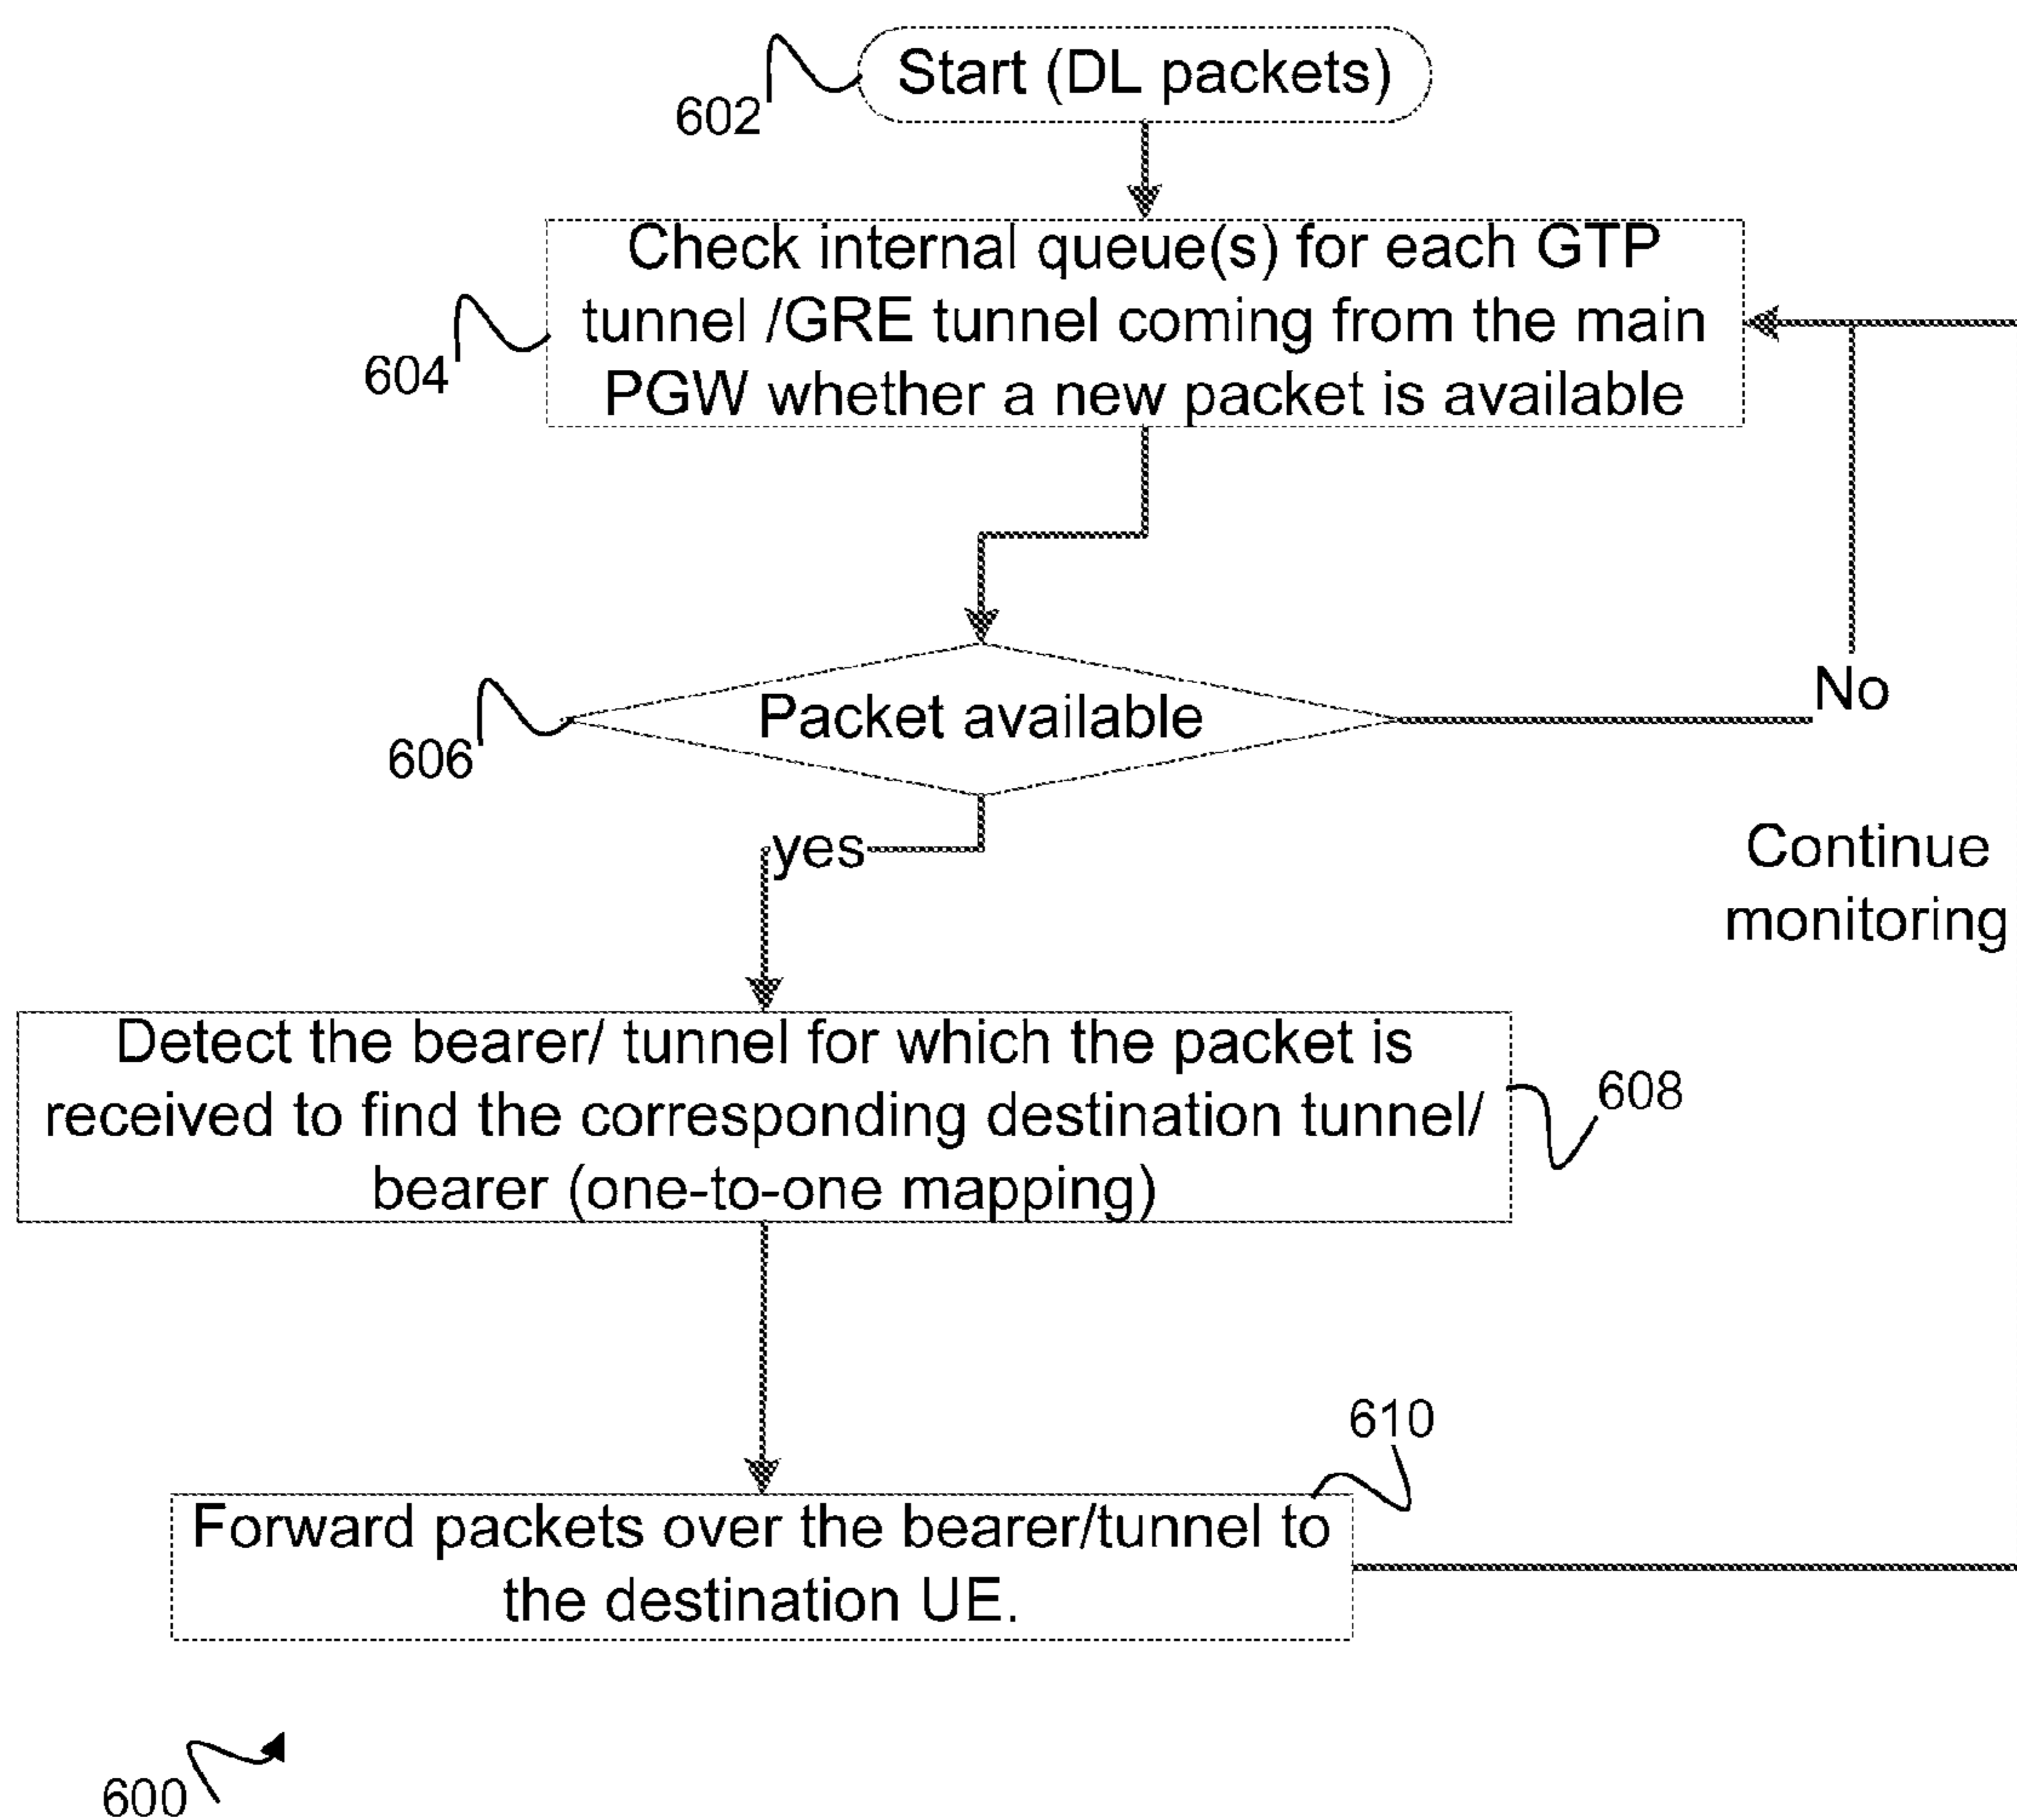 Start (DL packets)
602
Check internal queue(s) for each GTP
tunnel /GRE tunnel coming from the main
PGW whether a new packet is available
604
Packet available
No
606
yes
Continue
monitoring
Detect the bearer/ tunnel for which the packet is
received to find the corresponding destination tunnel/
bearer (one-to-one mapping)
608
610
Forward packets over the bearer/tunnel to
the destination UE.
600